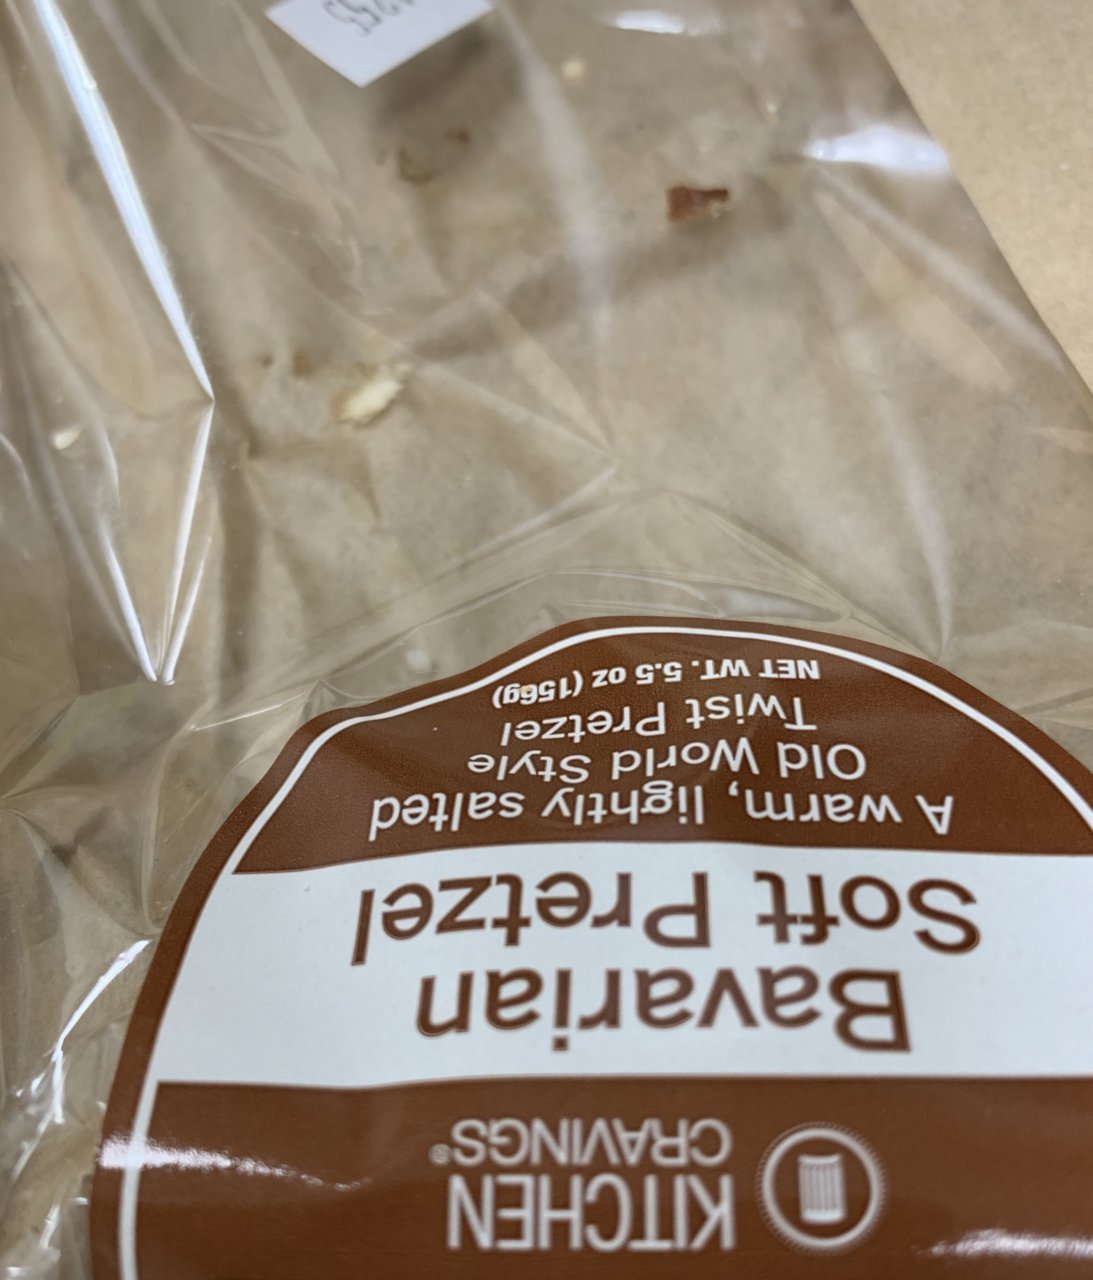 KITCHEN
CRAVINGS®
Bavarian
Soft Pretzel
A warm, lightly salted
Old World Style
Twist Pretzel
NET WT. 5.5 oz (156g)